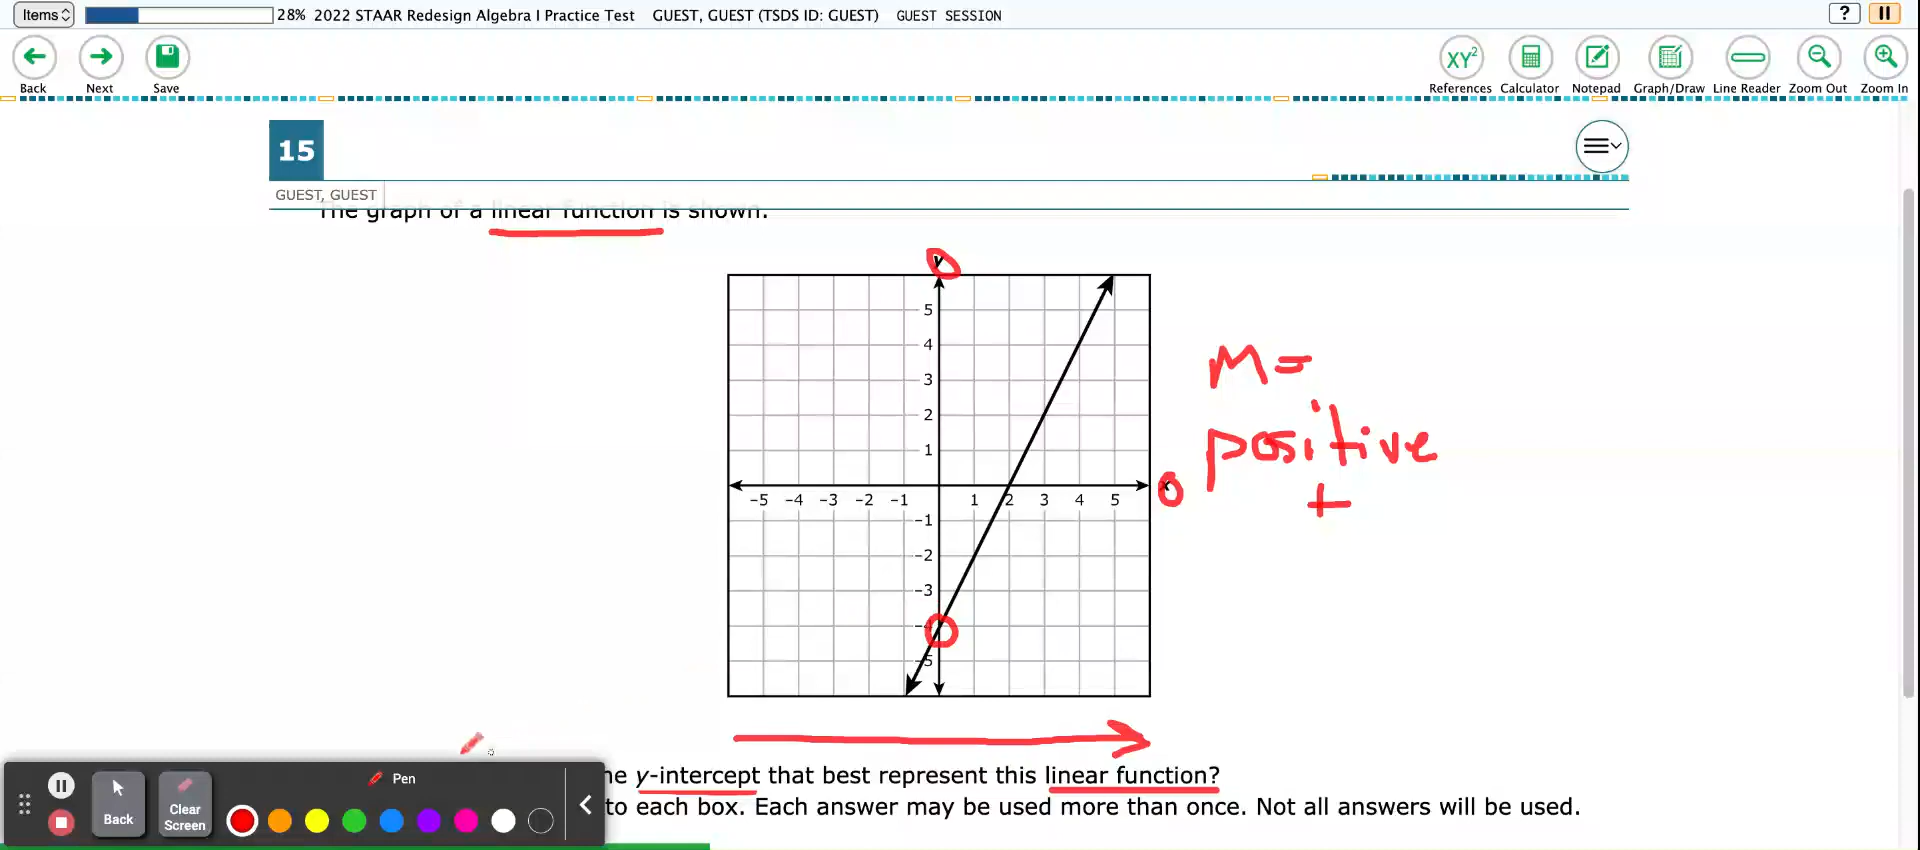 Items 28% 2022 STAAR Redesign Algebra I Practice Test GUEST, GUEST (TSDS ID: GUEST) GUEST SESSION ?
XY²
Back Next Save References Calculator Notepad Graph/Draw Line Reader Zoom Out Zoom In
15
GUEST, GUEST
The graph of a linear function is shown.
y
5
4
3
2
1
-5 -4 -3 -2 -1 1 2 3 4 5 x
-1
-2
-3
-4
-5
M=
positive
+
he y-intercept that best represent this linear function?
to each box. Each answer may be used more than once. Not all answers will be used.
Pen
Back Clear
Screen